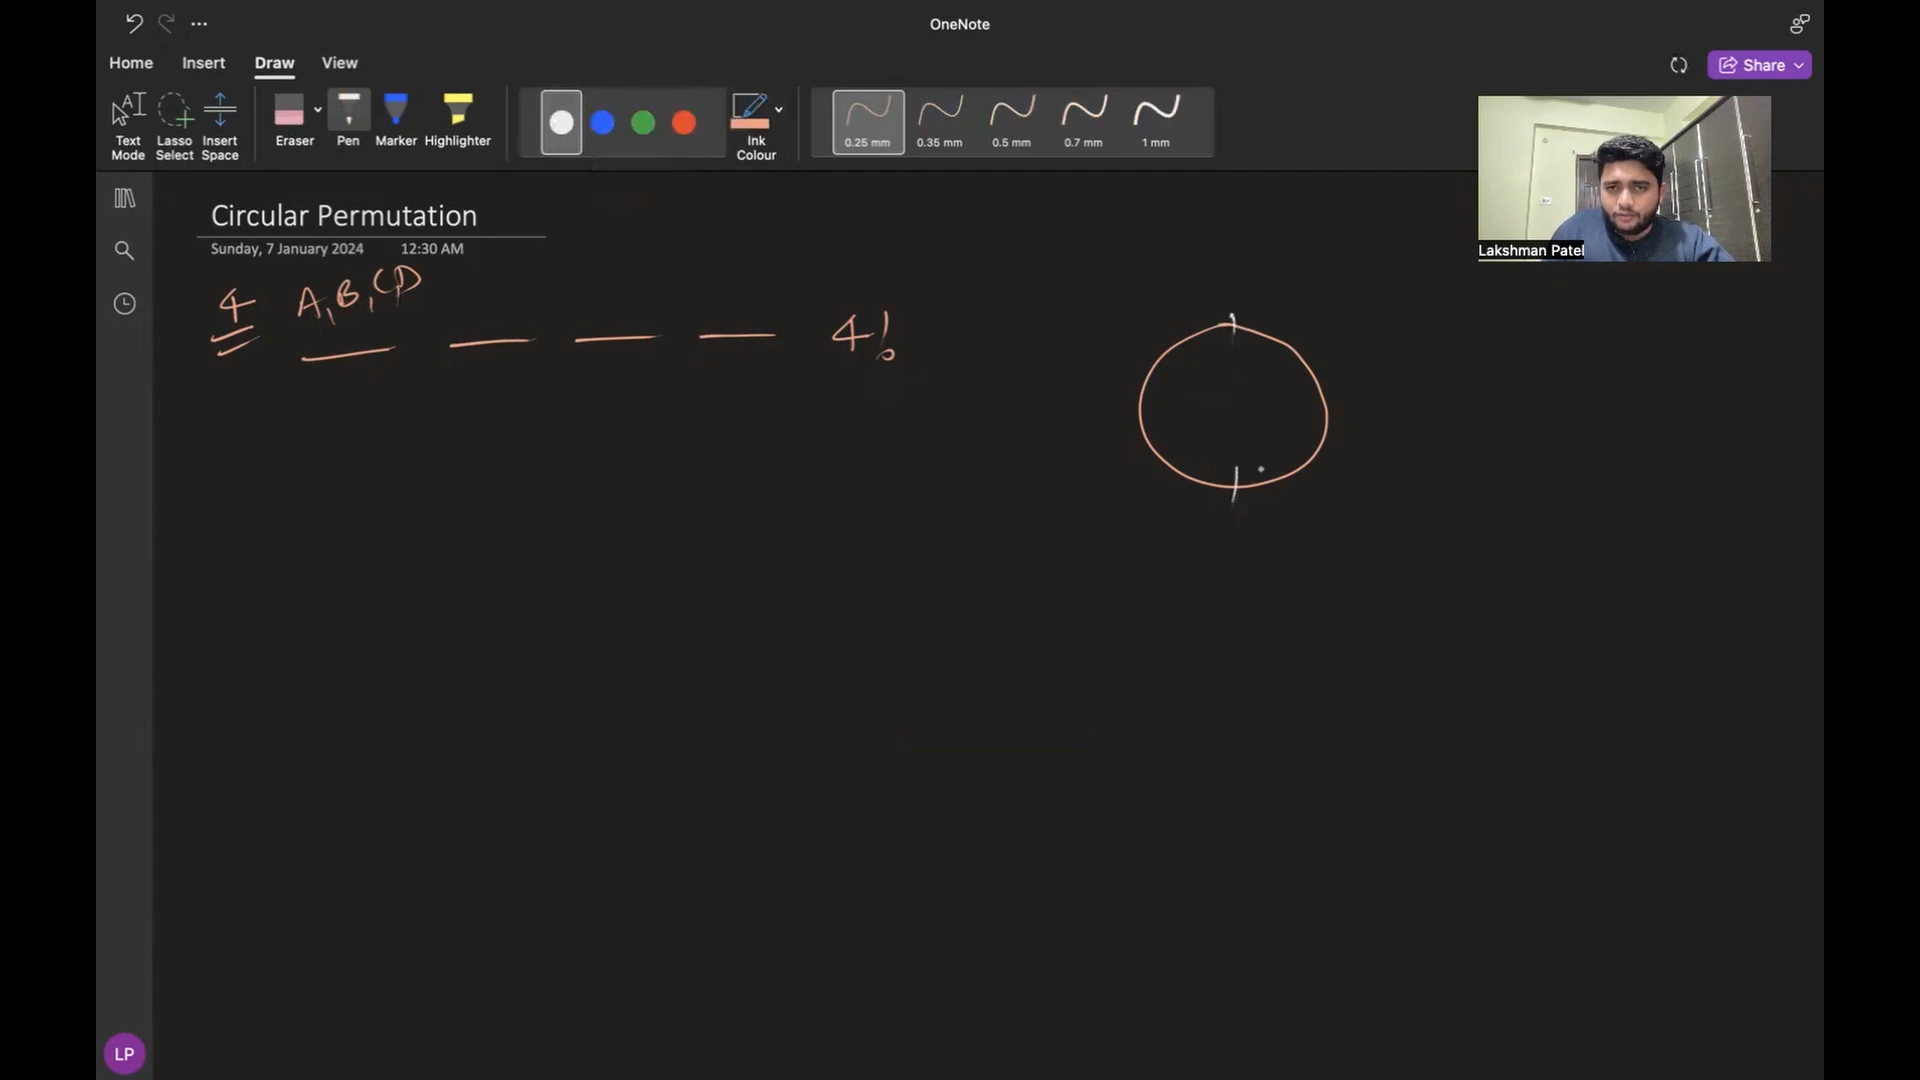 OneNote
Home Insert Draw View
Share
Text Mode
Lasso Select
Insert Space
Eraser
Pen
Marker
Highlighter
Ink Colour
0.25 mm
0.35 mm
0.5 mm
0.7 mm
1 mm
Lakshman Patel
Circular Permutation
Sunday, 7 January 2024 12:30 AM
4 A, B, C, D
4!
LP